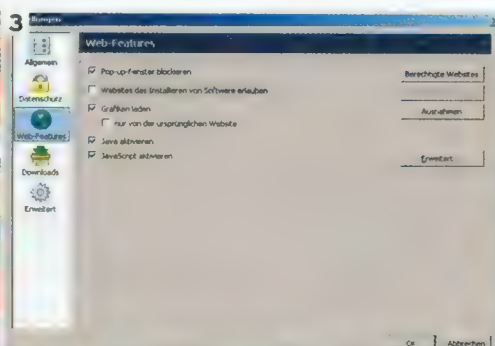 3
llungen
Web-Features
Allgemein
Datenschutz
Web-Features
Downloads
Erweitert
Pop-up-Fenster blockieren
Berechtigte Websites
Websites das Installieren von Software erlauben
Grafiken laden
Ausnahmen
nur von der ursprünglichen Website
Java aktivieren
JavaScript aktivieren
Erweitert
OK
Abbrechen